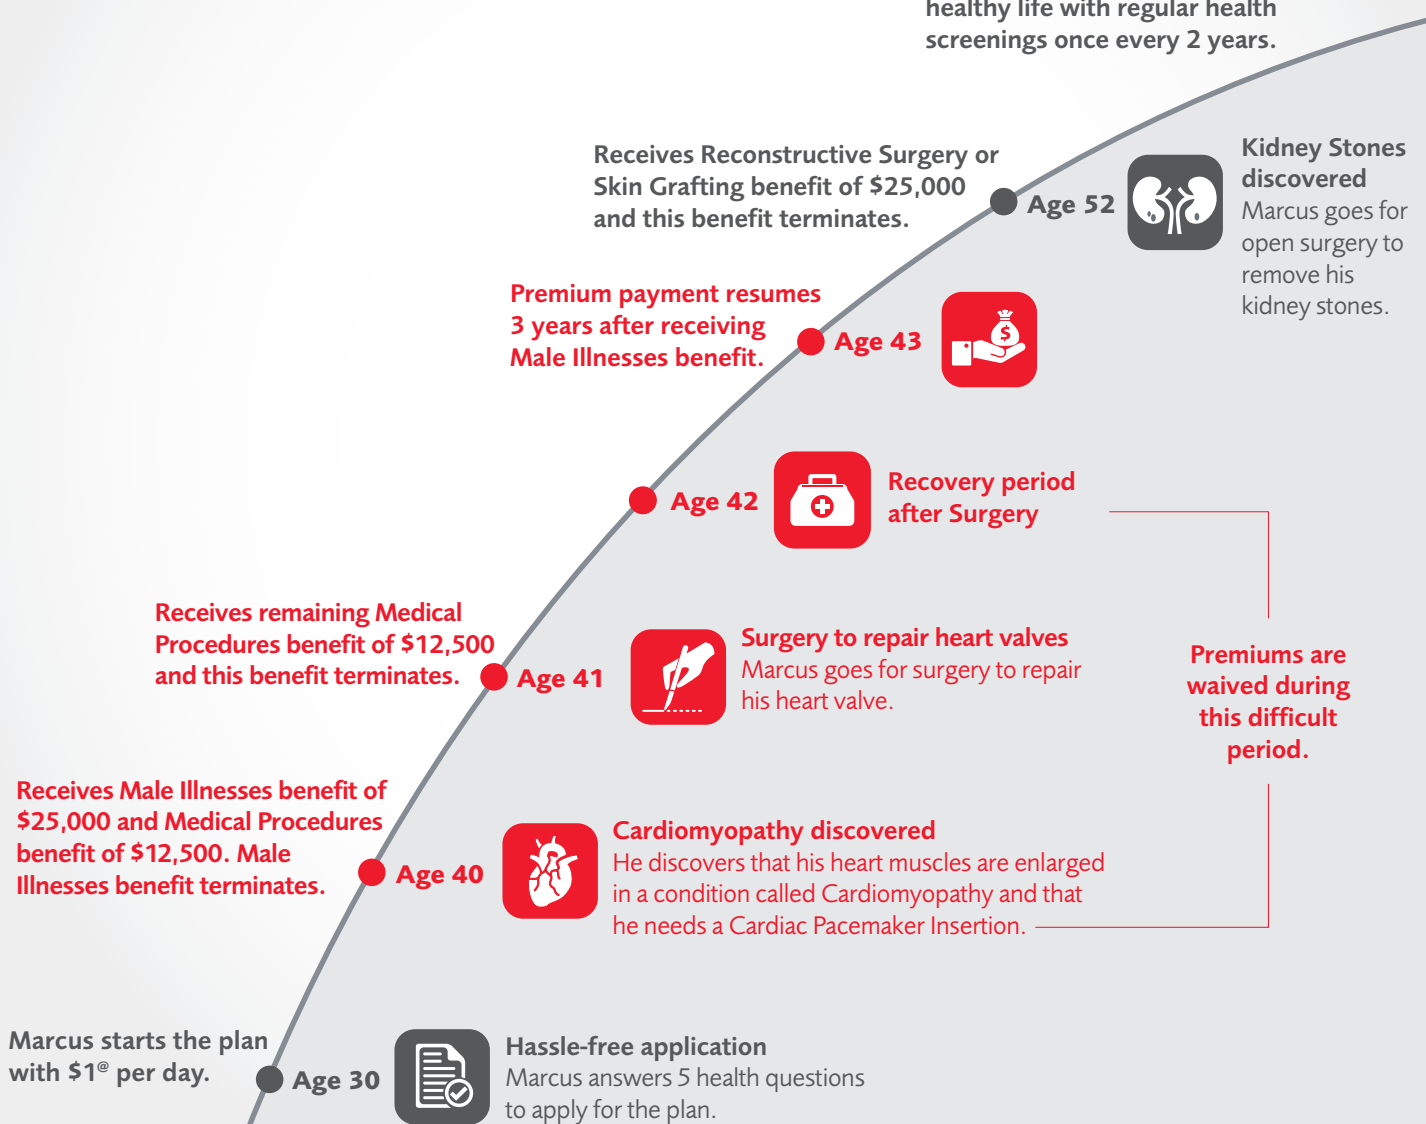 healthy life with regular health
screenings once every 2 years.
Receives Reconstructive Surgery or
Skin Grafting benefit of $25,000
and this benefit terminates.
Age 52
Kidney Stones
discovered
Marcus goes for
open surgery to
remove his
kidney stones.
Premium payment resumes
3 years after receiving
Male Illnesses benefit.
Age 43
$
Age 42
Recovery period
after Surgery
Receives remaining Medical
Procedures benefit of $12,500
and this benefit terminates.
Age 41
Surgery to repair heart valves
Marcus goes for surgery to repair
his heart valve.
Premiums are
waived during
this difficult
period.
Receives Male Illnesses benefit of
$25,000 and Medical Procedures
benefit of $12,500. Male
Illnesses benefit terminates.
Age 40
Cardiomyopathy discovered
He discovers that his heart muscles are enlarged
in a condition called Cardiomyopathy and that
he needs a Cardiac Pacemaker Insertion.
Marcus starts the plan
with $1@ per day.
Age 30
Hassle-free application
Marcus answers 5 health questions
to apply for the plan.